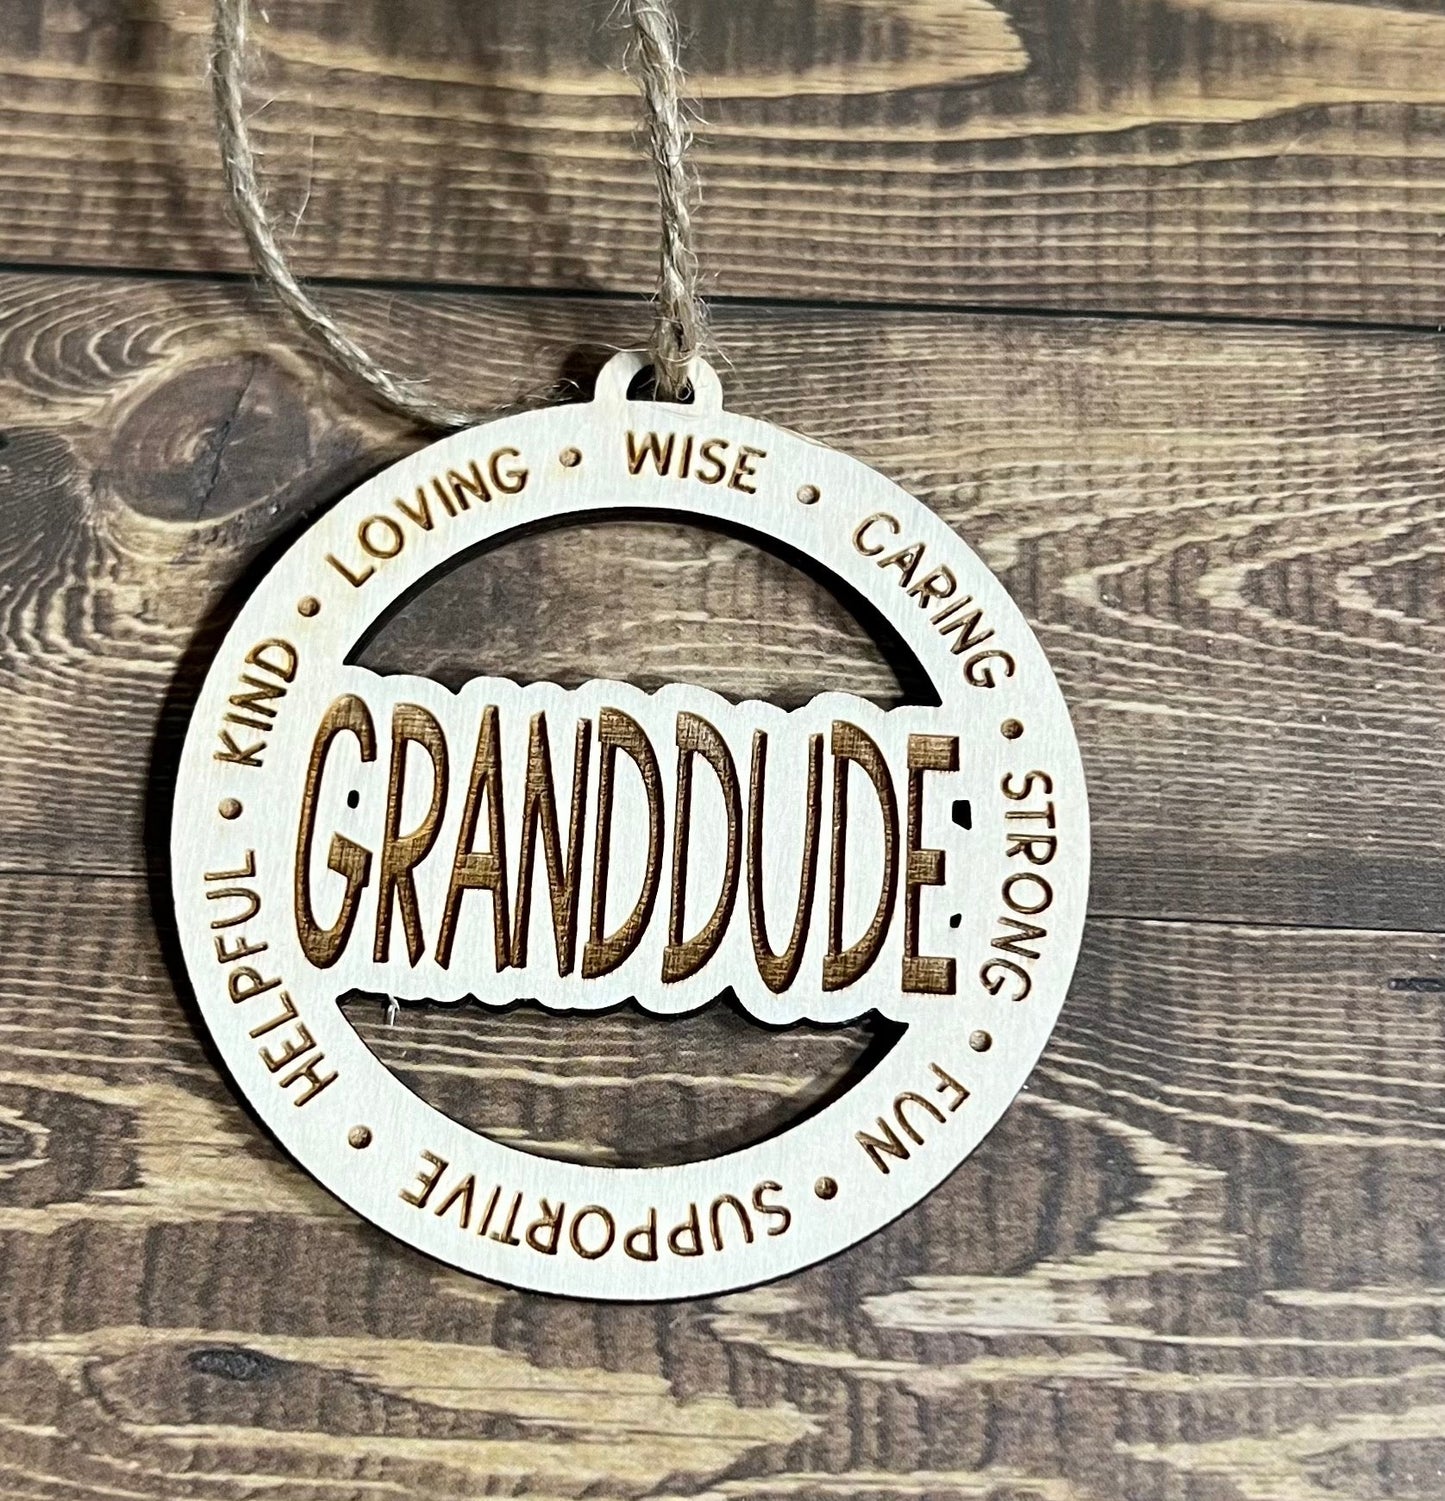 KIND • LOVING • WISE • CARING • STRONG • FUN • SUPPORTIVE • HELPFUL •
GRANDDUDE